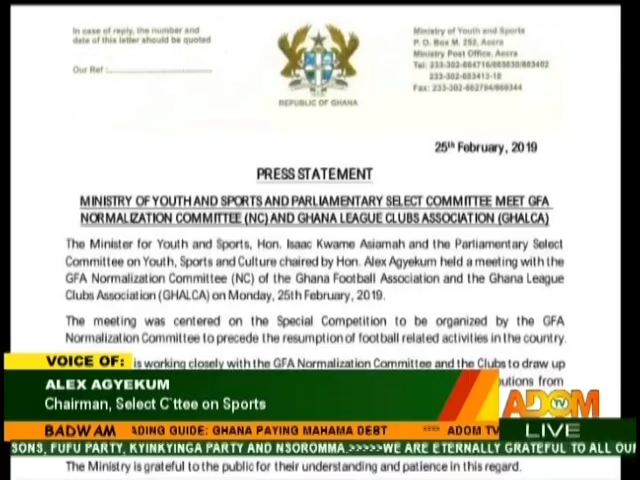 In case of reply, the number and
date of this letter should be quoted
Our Ref :
REPUBLIC OF GHANA
Ministry of Youth and Sports
P. O. Box M. 252, Accra
Ministry Post Office, Accra
25th February, 2019
PRESS STATEMENT
MINISTRY OF YOUTH AND SPORTS AND PARLIAMENTARY SELECT COMMITTEE MEET GFA
NORMALIZATION COMMITTEE (NC) AND GHANA LEAGUE CLUBS ASSOCIATION (GHALCA)
The Minister for Youth and Sports, Hon. Isaac Kwame Asiamah and the Parliamentary Select
Committee on Youth, Sports and Culture chaired by Hon. Alex Agyekum held a meeting with the
GFA Normalization Committee (NC) of the Ghana Football Association and the Ghana League
Clubs Association (GHALCA) on Monday, 25th February, 2019.
The meeting was centered on the Special Competition to be organized by the GFA
Normalization Committee to precede the resumption of football related activities in the country.
is working closely with the GFA Normalization Committee and the Clubs to draw up
butions from
VOICE OF:
ALEX AGYEKUM
Chairman, Select C'ttee on Sports
ADOM TV
BADWAM
ADING GUIDE: GHANA PAYING MAHAMA DEBT
ADOM TV
LIVE
SONS, FUFU PARTY, KYINKYINGA PARTY AND NSOROMMA.>>>>>WE ARE ETERNALLY GRATEFUL TO ALL OU
The Ministry is grateful to the public for their understanding and patience in this regard.